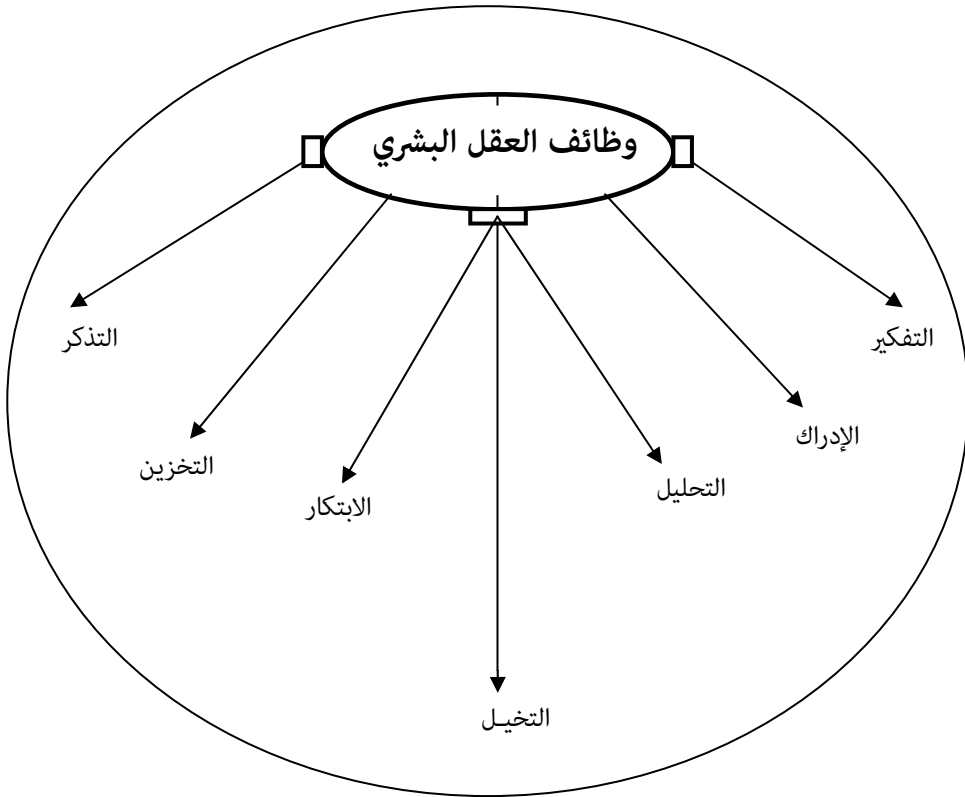 وظائف العقل البشري
التفكير
الإدراك
التحليل
التخيـل
الابتكار
التخزين
التذكر